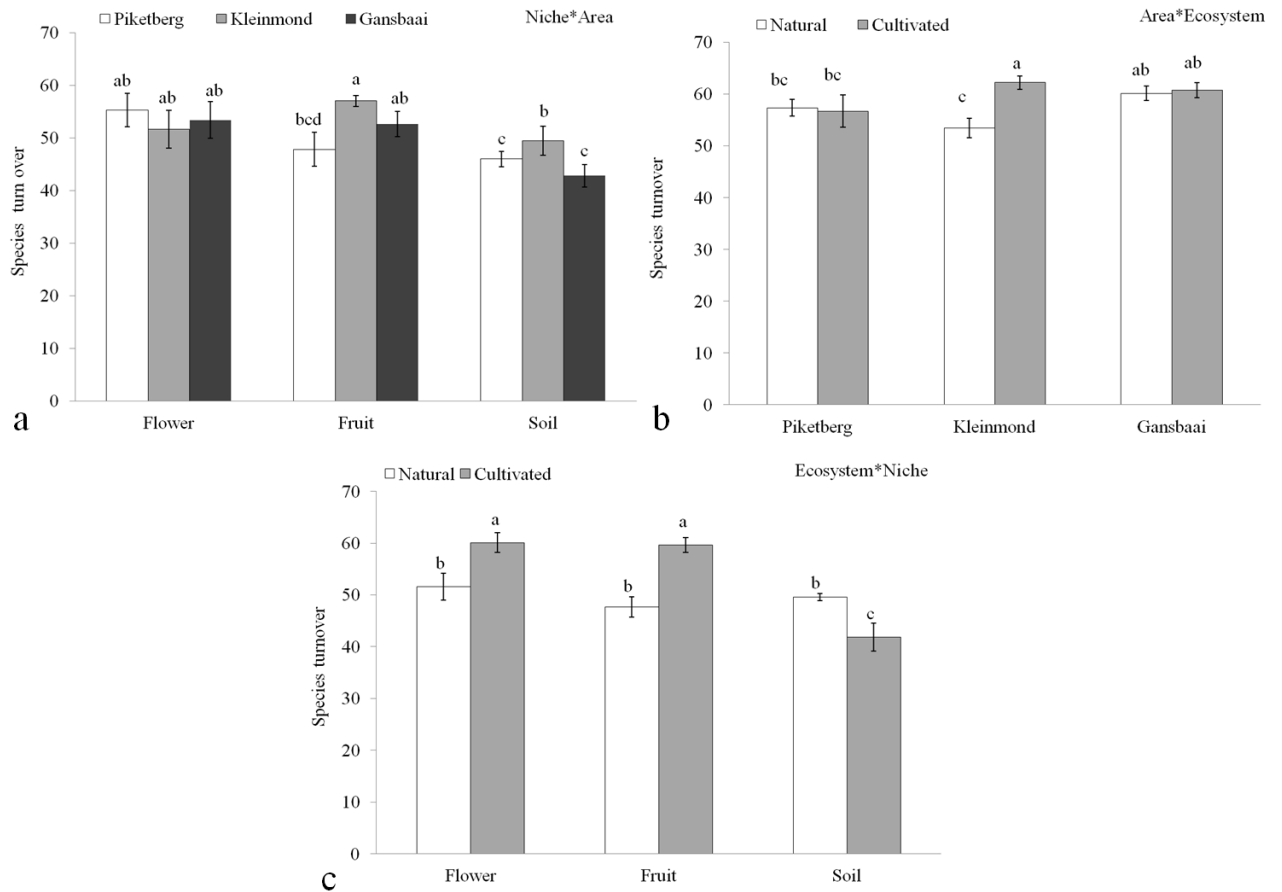 Piketberg Kleinmond Gansbaai Niche*Area
70
60
50
40
30
20
10
0
Species turn over
ab ab ab
bcd a ab
c b c
Flower Fruit Soil
a
Natural Cultivated Area*Ecosystem
70
60
50
40
30
20
10
0
Species turnover
bc bc
c a
ab ab
Piketberg Kleinmond Gansbaai
b
Natural Cultivated Ecosystem*Niche
70
60
50
40
30
20
10
0
Species turnover
b a
b a
b c
Flower Fruit Soil
c